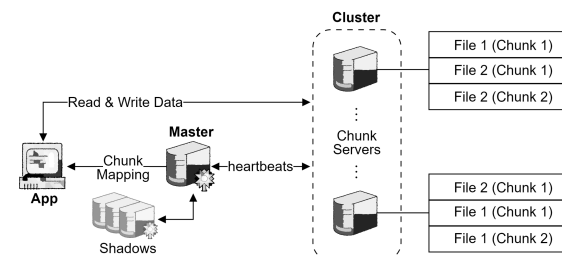 Cluster
File 1 (Chunk 1)
File 2 (Chunk 1)
File 2 (Chunk 2)
Read & Write Data
Master
Chunk
Servers
Chunk
Mapping
heartbeats
App
Shadows
File 2 (Chunk 1)
File 1 (Chunk 1)
File 1 (Chunk 2)